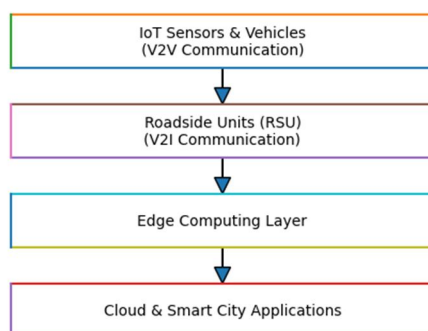 IoT Sensors & Vehicles
(V2V Communication)
Roadside Units (RSU)
(V2I Communication)
Edge Computing Layer
Cloud & Smart City Applications